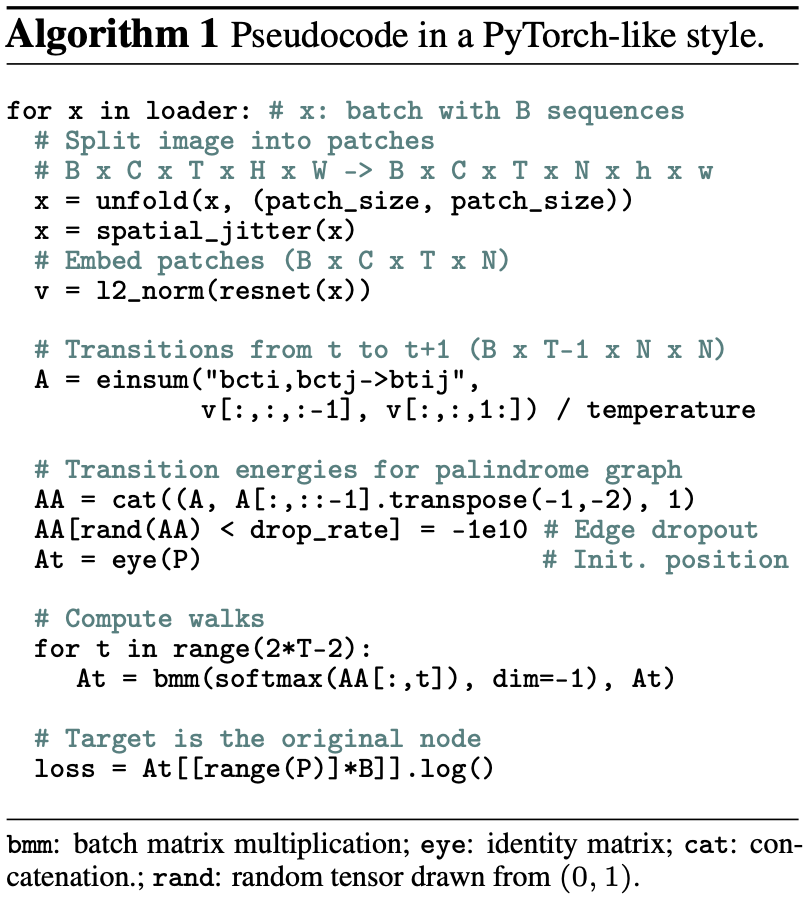 Algorithm 1 Pseudocode in a PyTorch-like style.
for x in loader: # x: batch with B sequences
# Split image into patches
# B x C x T x H x W -> B x C x T x N x h x w
x = unfold(x, (patch_size, patch_size))
x = spatial_jitter(x)
# Embed patches (B x C x T x N)
v = l2_norm(resnet(x))
# Transitions from t to t+1 (B x T-1 x N x N)
A = einsum("bcti,bctj->btij",
v[:,:,:-1], v[:,:,1:]) / temperature
# Transition energies for palindrome graph
AA = cat((A, A[:,::-1].transpose(-1,-2), 1)
AA[rand(AA) < drop_rate] = -1e10 # Edge dropout
At = eye(P) # Init. position
# Compute walks
for t in range(2*T-2):
At = bmm(softmax(AA[:,t]), dim=-1), At)
# Target is the original node
loss = At[[range(P)]*B]].log()
bmm: batch matrix multiplication; eye: identity matrix; cat: con-
catenation.; rand: random tensor drawn from (0, 1).